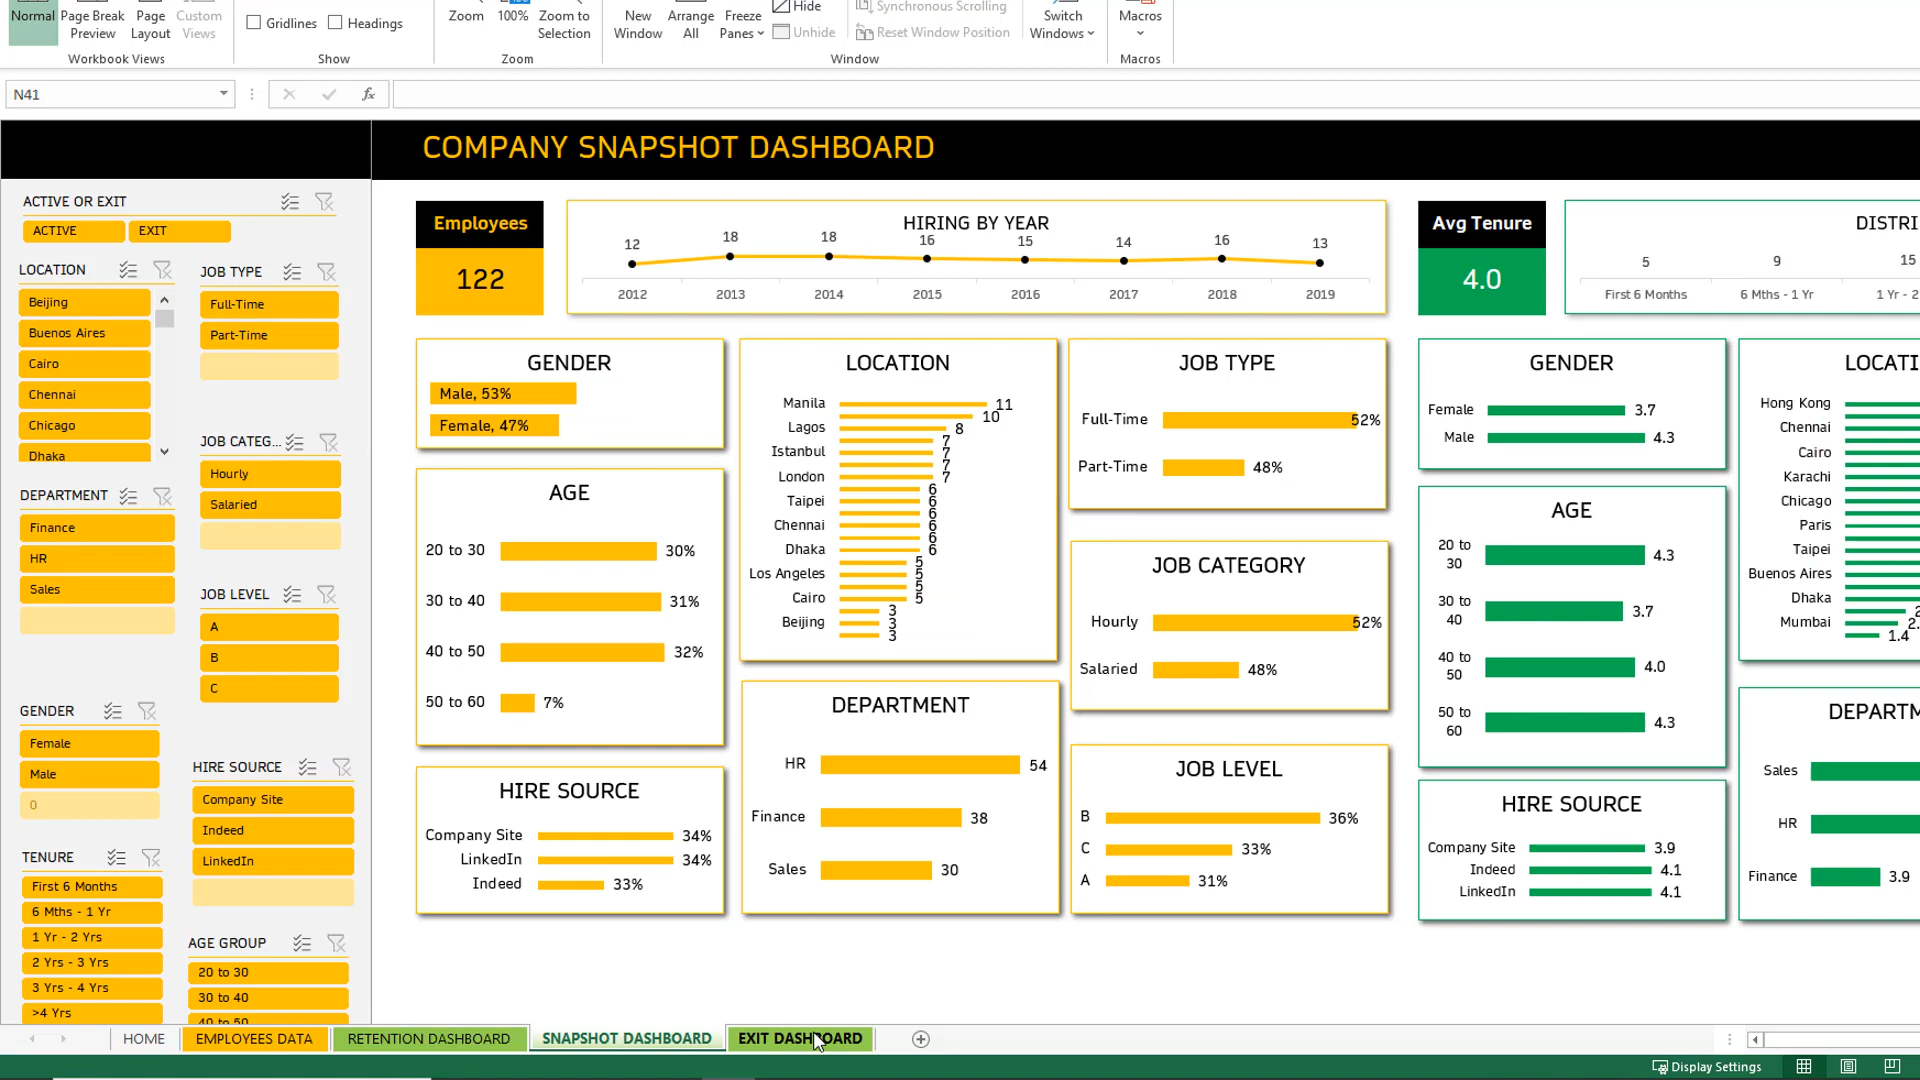 Normal
Page Break Preview
Page Layout
Custom Views
Workbook Views
Gridlines
Headings
Show
Zoom
100%
Zoom to Selection
Zoom
New Window
Arrange All
Freeze Panes
Hide
Unhide
Synchronous Scrolling
Reset Window Position
Window
Switch Windows
Macros
Macros
N41
fx
COMPANY SNAPSHOT DASHBOARD
ACTIVE OR EXIT
ACTIVE
EXIT
LOCATION
Beijing
Buenos Aires
Cairo
Chennai
Chicago
Dhaka
JOB TYPE
Full-Time
Part-Time
JOB CATEG...
Hourly
Salaried
DEPARTMENT
Finance
HR
Sales
JOB LEVEL
A
B
C
GENDER
Female
Male
0
HIRE SOURCE
Company Site
Indeed
LinkedIn
TENURE
First 6 Months
6 Mths - 1 Yr
1 Yr - 2 Yrs
2 Yrs - 3 Yrs
3 Yrs - 4 Yrs
>4 Yrs
AGE GROUP
20 to 30
30 to 40
40 to 50
Employees
122
HIRING BY YEAR
12 18 18 16 15 14 16 13
2012 2013 2014 2015 2016 2017 2018 2019
GENDER
Male, 53%
Female, 47%
AGE
20 to 30 30%
30 to 40 31%
40 to 50 32%
50 to 60 7%
HIRE SOURCE
Company Site 34%
LinkedIn 34%
Indeed 33%
LOCATION
Manila 11
10
Lagos 8
7
Istanbul 7
7
London 7
6
Taipei 6
6
Chennai 6
6
Dhaka 6
5
Los Angeles 5
5
Cairo 5
3
Beijing 3
3
DEPARTMENT
HR 54
Finance 38
Sales 30
JOB TYPE
Full-Time 52%
Part-Time 48%
JOB CATEGORY
Hourly 52%
Salaried 48%
JOB LEVEL
B 36%
C 33%
A 31%
Avg Tenure
4.0
DISTRI
5 9 15
First 6 Months 6 Mths - 1 Yr 1 Yr - 2
GENDER
Female 3.7
Male 4.3
AGE
20 to 30 4.3
30 to 40 3.7
40 to 50 4.0
50 to 60 4.3
HIRE SOURCE
Company Site 3.9
Indeed 4.1
LinkedIn 4.1
LOCATI
Hong Kong
Chennai
Cairo
Karachi
Chicago
Paris
Taipei
Buenos Aires
Dhaka
2
Mumbai 2.
1.4
DEPARTM
Sales
HR
Finance 3.9
HOME
EMPLOYEES DATA
RETENTION DASHBOARD
SNAPSHOT DASHBOARD
EXIT DASHBOARD
Display Settings